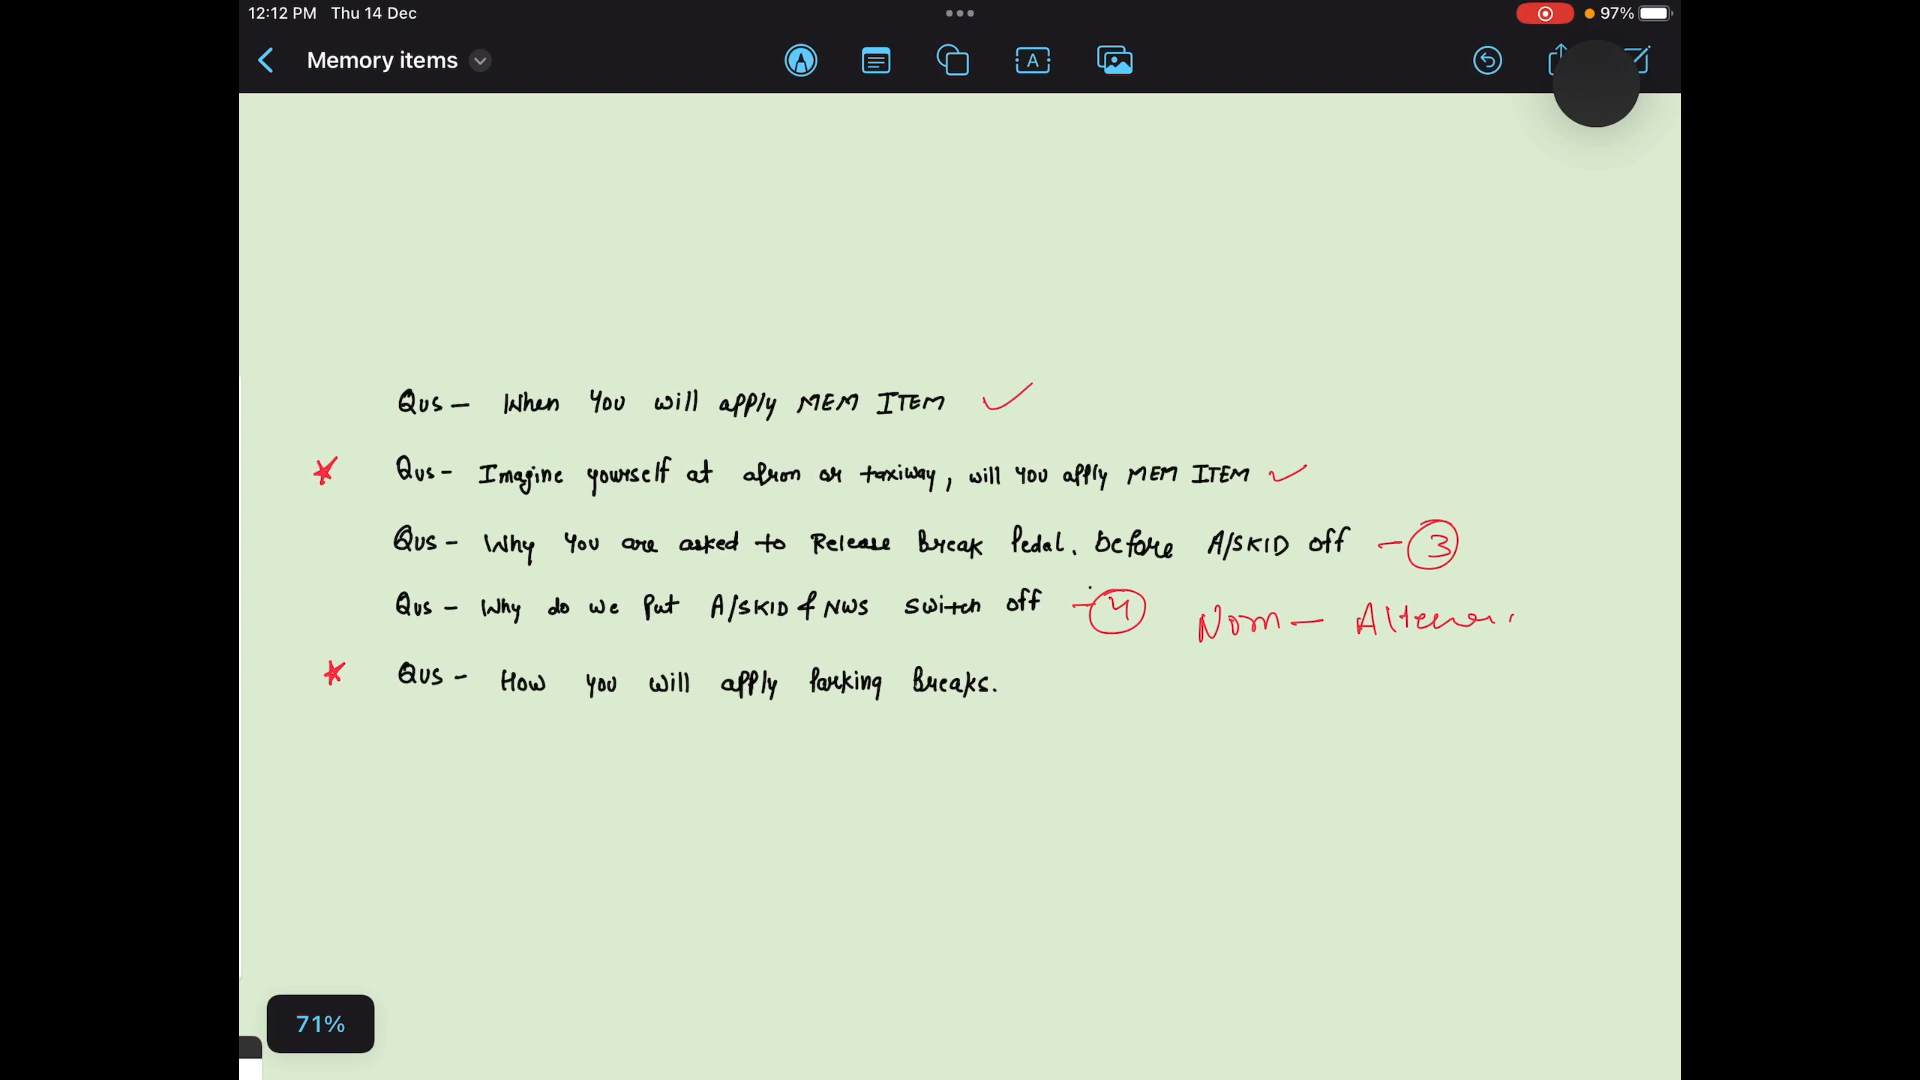 12:12 PM Thu 14 Dec
97%
Memory items
Qus - When You will apply MEM ITEM
Qus - Imagine yourself at apron or taxiway, will you apply MEM ITEM
Qus - Why You are asked to Release Break Pedal. Before A/SKID off - 3
Qus - Why do we Put A/SKID & NWS switch off - 4 Norm - Alterna
Qus - How you will apply Parking Breaks.
71%